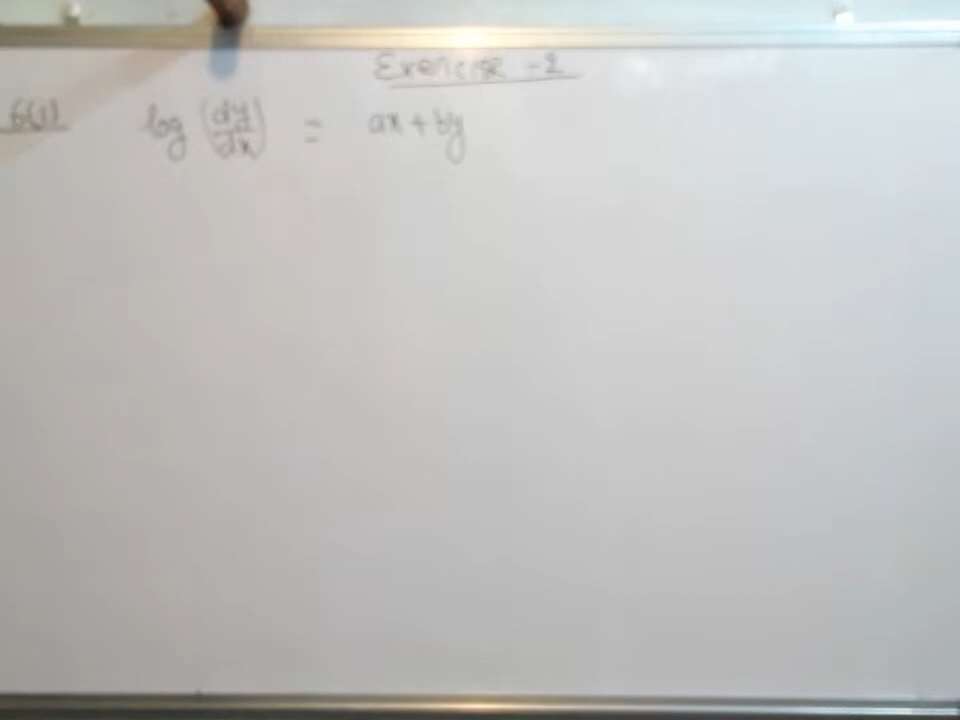 Exercise - 2
6(i) log (dy/dx) = ax + by